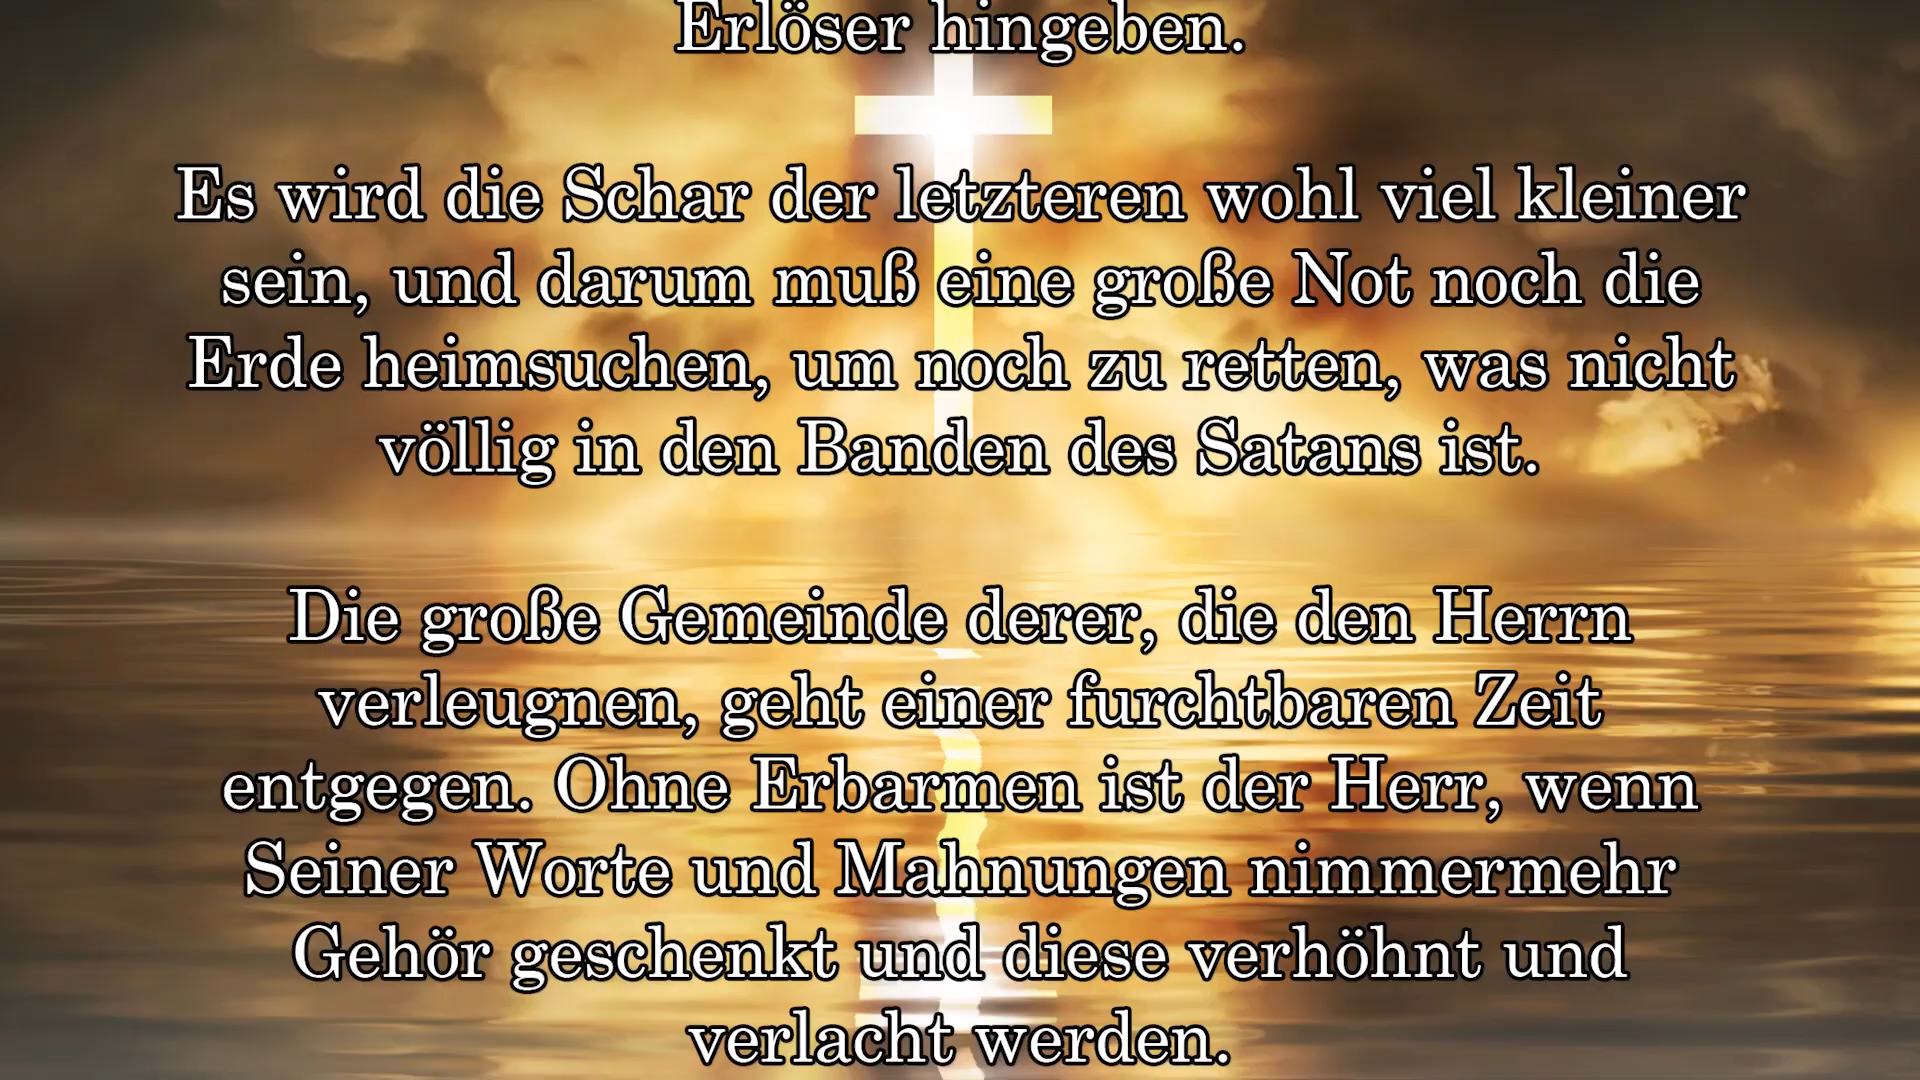 Erlöser hingeben.
Es wird die Schar der letzteren wohl viel kleiner
sein, und darum muß eine große Not noch die
Erde heimsuchen, um noch zu retten, was nicht
völlig in den Banden des Satans ist.
Die große Gemeinde derer, die den Herrn
verleugnen, geht einer furchtbaren Zeit
entgegen. Ohne Erbarmen ist der Herr, wenn
Seiner Worte und Mahnungen nimmermehr
Gehör geschenkt und diese verhöhnt und
verlacht werden.